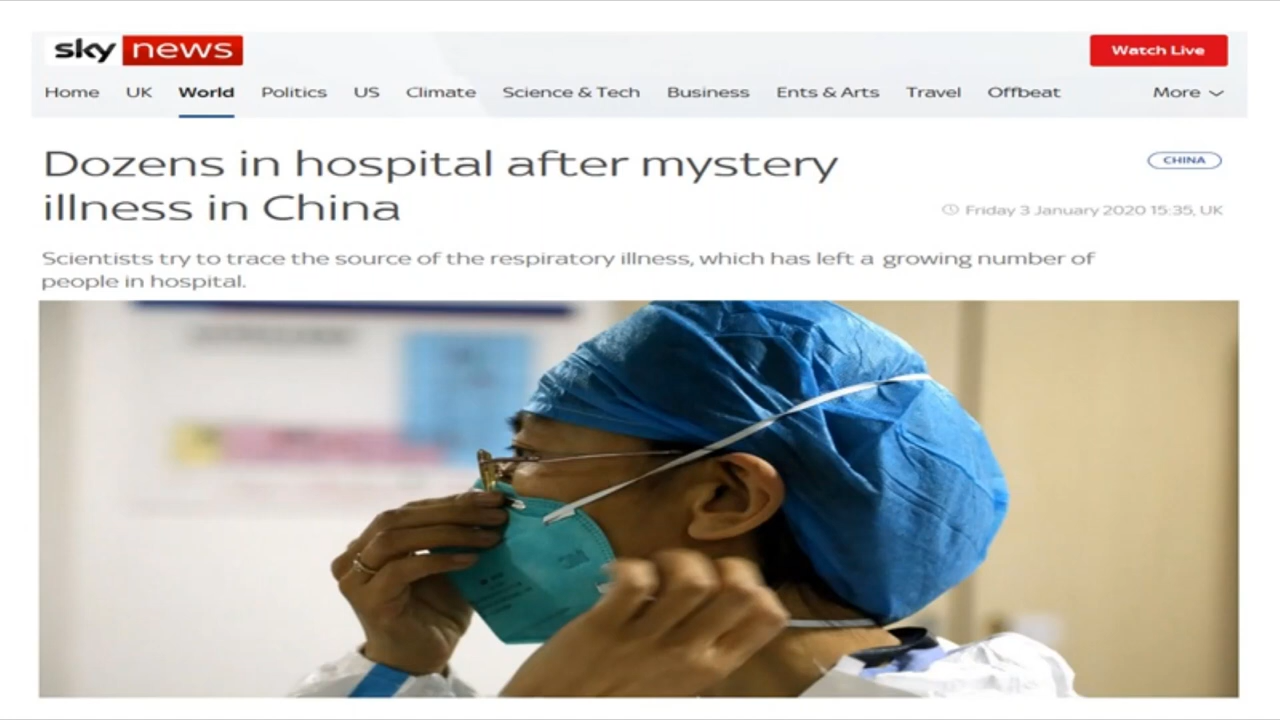 sky news
Watch Live
Home UK World Politics US Climate Science & Tech Business Ents & Arts Travel Offbeat More
Dozens in hospital after mystery
illness in China
CHINA
Friday 3 January 2020 15:35, UK
Scientists try to trace the source of the respiratory illness, which has left a growing number of
people in hospital.